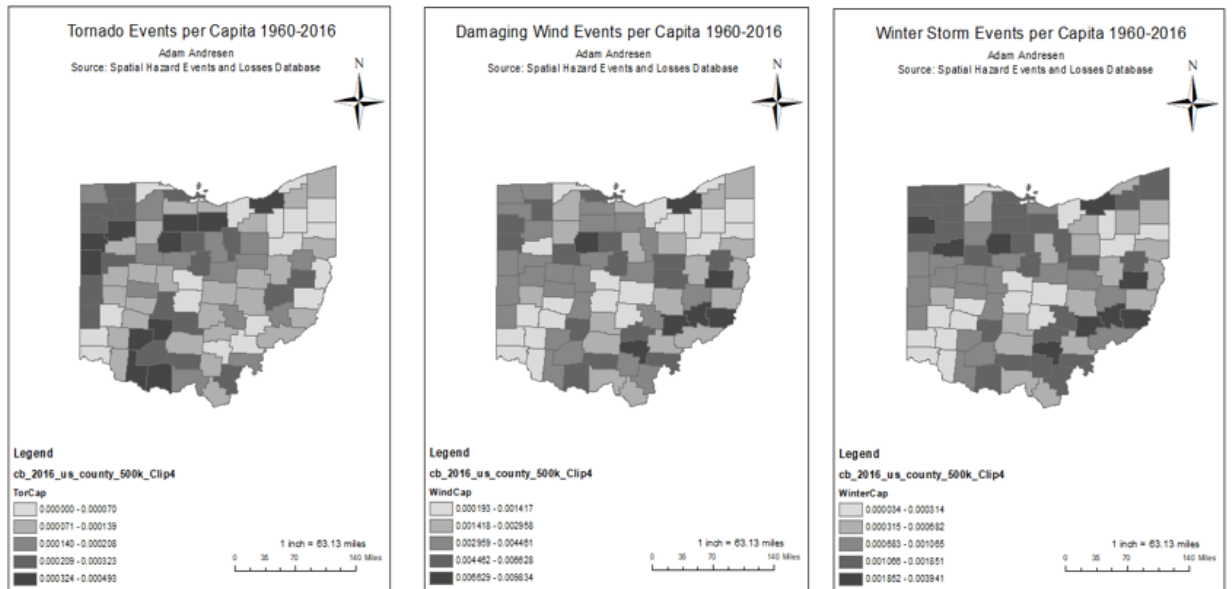 Tornado Events per Capita 1960-2016
Adam Andresen
Source: Spatial Hazard Events and Losses Database
N
Legend
cb_2016_us_county_500k_Clip4
TorCap
0.000000 - 0.000070
0.000071 - 0.000139
0.000140 - 0.000208
0.000209 - 0.000323
0.000324 - 0.000493
1 inch = 63.13 miles
0 35 70 140 Miles
Damaging Wind Events per Capita 1960-2016
Adam Andresen
Source: Spatial Hazard Events and Losses Database
N
Legend
cb_2016_us_county_500k_Clip4
WindCap
0.000193 - 0.001417
0.001418 - 0.002958
0.002959 - 0.004461
0.004462 - 0.006628
0.006629 - 0.009834
1 inch = 63.13 miles
0 35 70 140 Miles
Winter Storm Events per Capita 1960-2016
Adam Andresen
Source: Spatial Hazard Events and Losses Database
N
Legend
cb_2016_us_county_500k_Clip4
WinterCap
0.000034 - 0.000314
0.000315 - 0.000682
0.000683 - 0.001065
0.001066 - 0.001851
0.001852 - 0.003941
1 inch = 63.13 miles
0 35 70 140 Miles